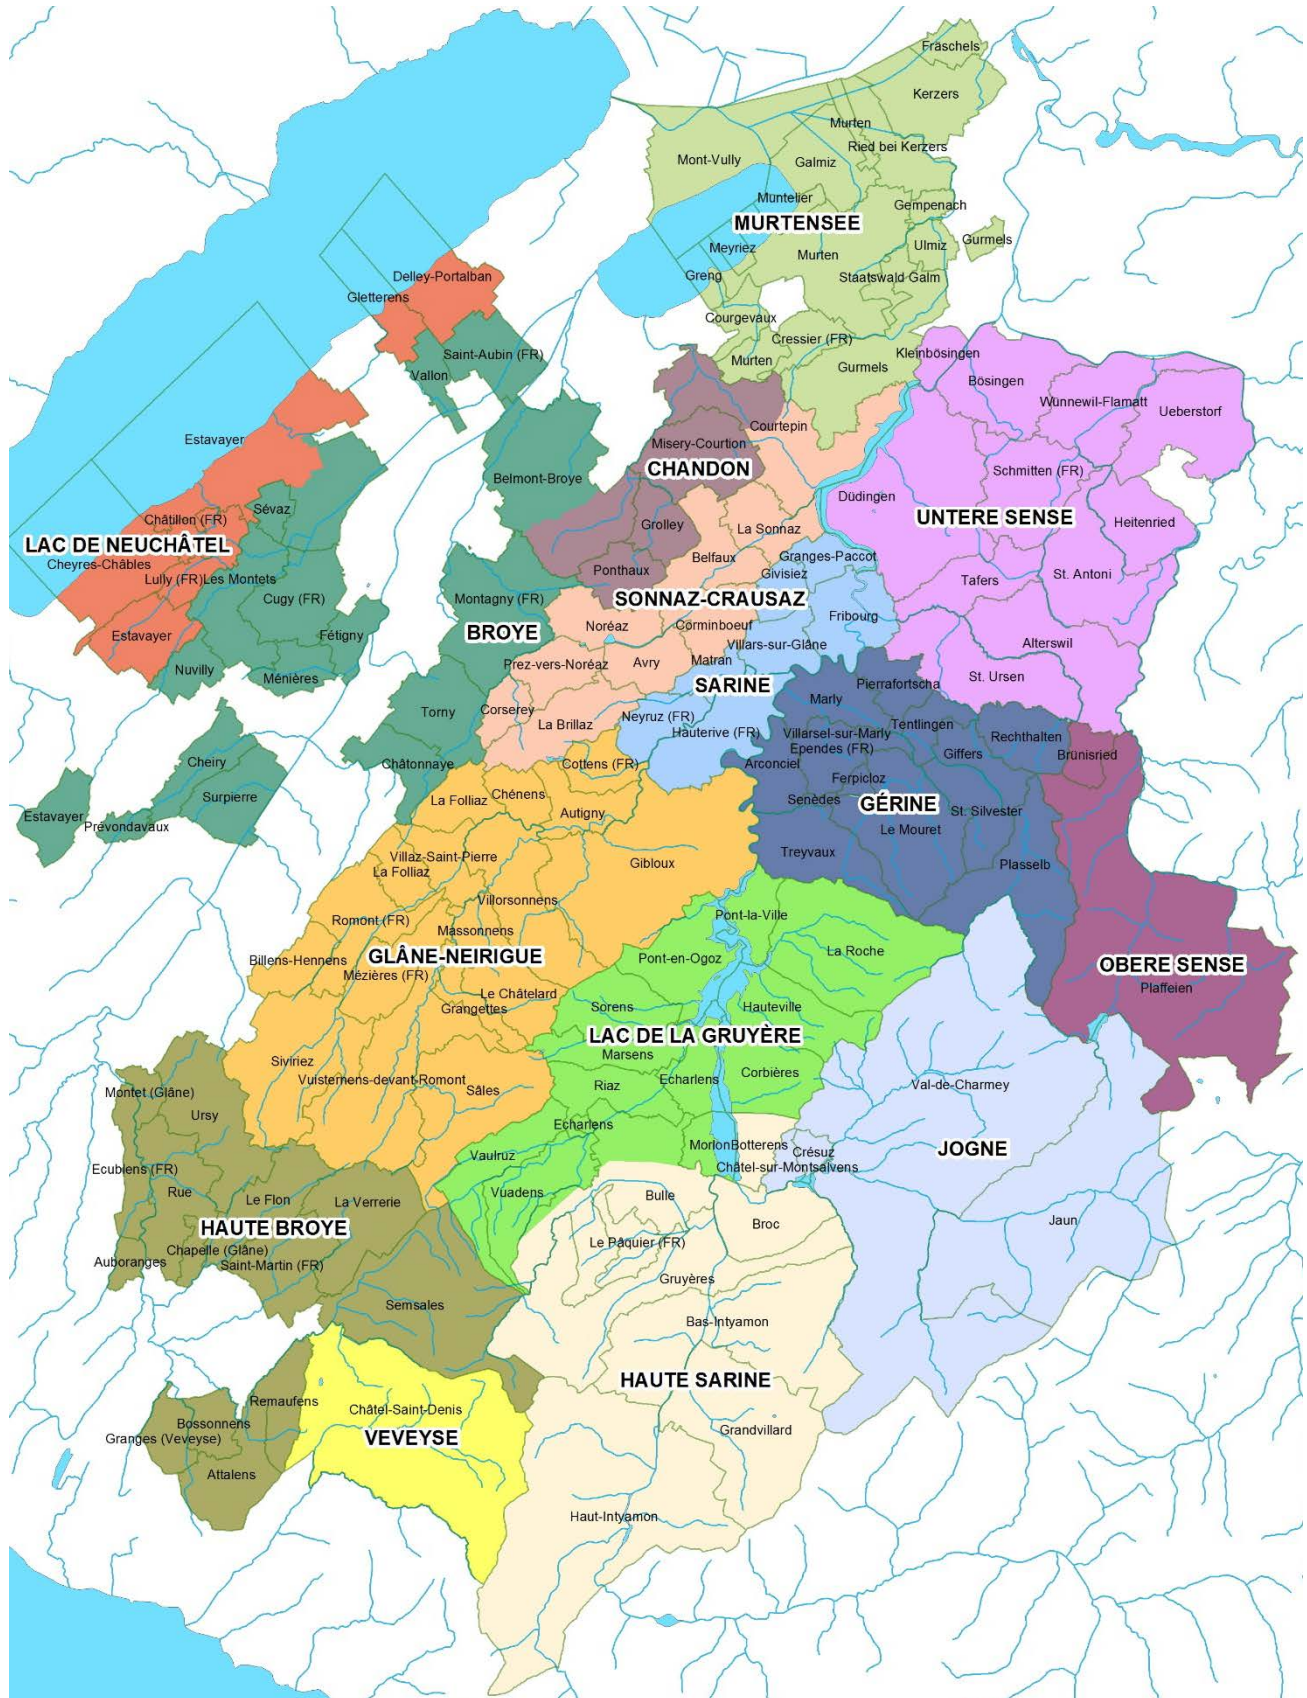 Fräschels
Kerzers
Murten
Ried bei Kerzers
Mont-Vully
Galmiz
Muntelier
Gempenach
MURTENSEE
Gurmels
Ulmiz
Meyriez
Murten
Greng
Staatswald Galm
Delley-Portalban
Gletterens
Courgevaux
Cressier (FR)
Saint-Aubin (FR)
Murten
Gurmels
Kleinbösingen
Vallon
Bösingen
Wünnewil-Flamatt
Ueberstorf
Courtepin
Estavayer
Misery-Courtion
CHANDON
Schmitten (FR)
Belmont-Broye
Düdingen
Sévaz
Châtillon (FR)
Grolley
La Sonnaz
UNTERE SENSE
Heitenried
LAC DE NEUCHÂTEL
Belfaux
Granges-Paccot
Cheyres-Châbles
Ponthaux
Givisiez
St. Antoni
Lully (FR)
Les Montets
Tafers
Cugy (FR)
Montagny (FR)
SONNAZ-CRAUSAZ
Fribourg
BROYE
Noréaz
Corminboeuf
Estavayer
Fétigny
Villars-sur-Glâne
Alterswil
Nuvilly
Ménières
Prez-vers-Noréaz
Avry
Matran
St. Ursen
SARINE
Pierrafortscha
Torny
Corserey
Marly
La Brillaz
Neyruz (FR)
Tentlingen
Hauterive (FR)
Villarsel-sur-Marly
Rechthalten
Ependes (FR)
Giffers
Brünisried
Cheiry
Châtonnaye
Cottens (FR)
Arconciel
Ferpicloz
Surpierre
La Folliaz
Chénens
Senèdes
GÉRINE
St. Silvester
Estavayer
Prévondavaux
Autigny
Le Mouret
Treyvaux
Villaz-Saint-Pierre
Gibloux
Plasselb
La Folliaz
Villorsonnens
Romont (FR)
Pont-la-Ville
Massonnens
La Roche
GLÂNE-NEIRIGUE
Billens-Hennens
Pont-en-Ogoz
OBERE SENSE
Mézières (FR)
Plaffeien
Le Châtelard
Grangettes
Sorens
Hauteville
LAC DE LA GRUYÈRE
Siviriez
Marsens
Vuisternens-devant-Romont
Riaz
Echarlens
Corbières
Val-de-Charmey
Montet (Glâne)
Sâles
Ursy
Echarlens
Morlon
Botterens
JOGNE
Vaulruz
Crésuz
Ecublens (FR)
Châtel-sur-Montsalvens
Rue
Vuadens
Le Flon
La Verrerie
Bulle
HAUTE BROYE
Broc
Jaun
Le Pâquier (FR)
Chapelle (Glâne)
Auboranges
Saint-Martin (FR)
Gruyères
Semsales
Bas-Intyamon
HAUTE SARINE
Remaufens
Châtel-Saint-Denis
Bossonnens
Grandvillard
Granges (Veveyse)
VEVEYSE
Attalens
Haut-Intyamon